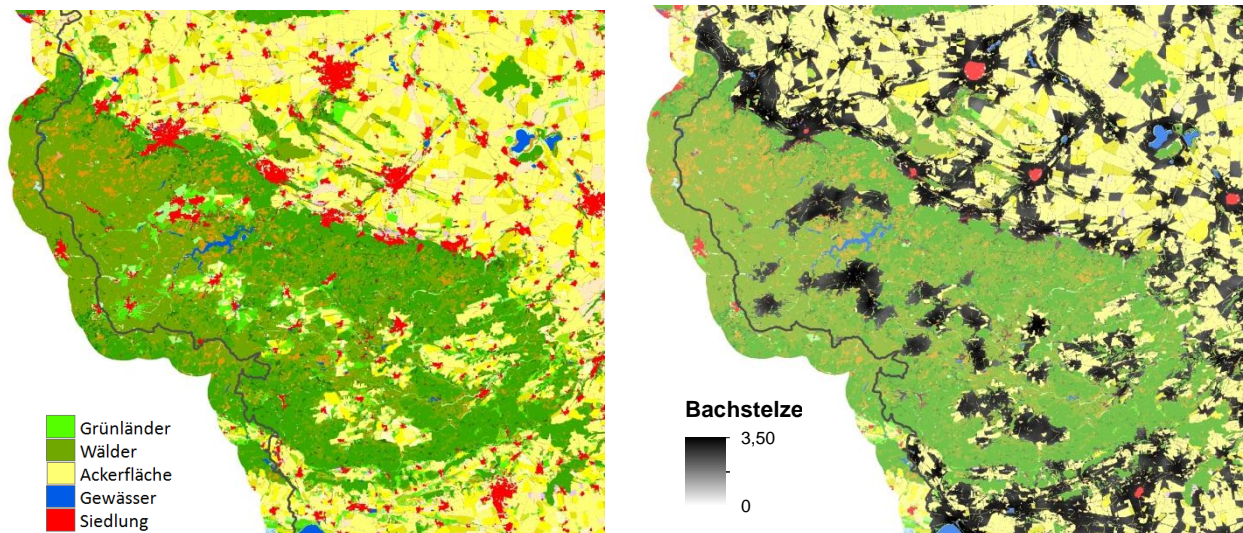 Grünländer
Wälder
Ackerfläche
Gewässer
Siedlung
Bachstelze
3,50
0